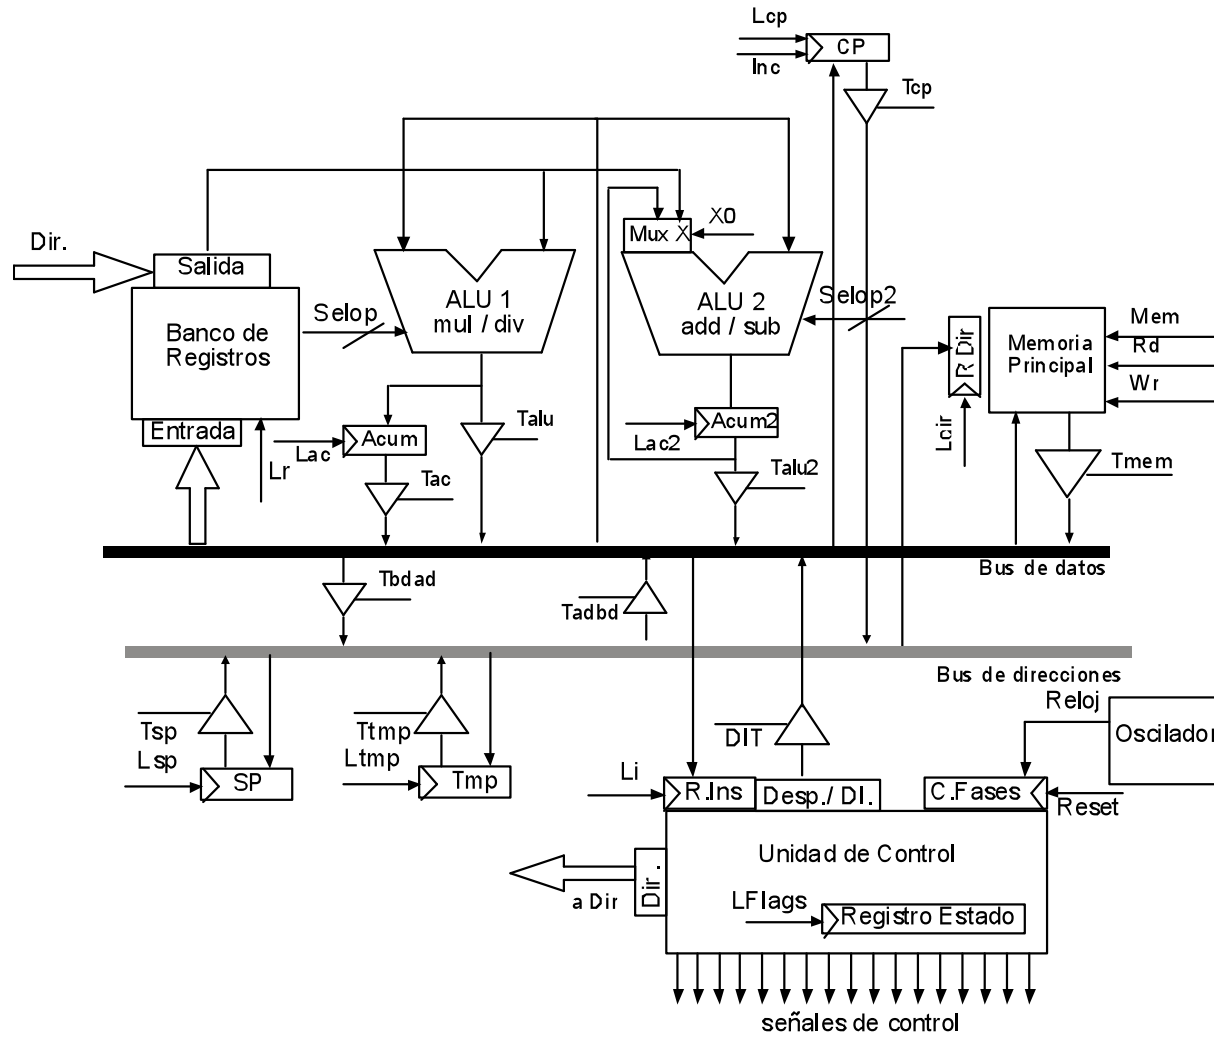 Lcp
CP
Inc
Tcp
X0
Mux X
Dir.
Salida
ALU 1
mul / div
ALU 2
add / sub
Selop
Selop2
Banco de
Registros
R Dir
Memoria
Principal
Mem
Rd
Wr
Entrada
Lac
Acum
Talu
Lac2
Acum2
Ldir
Lr
Tac
Talu2
Tmem
Bus de datos
Tbdad
Tadbd
Bus de direcciones
Tsp
Lsp
SP
Ttmp
Ltmp
Tmp
DIT
Reloj
Oscilador
Li
R.Ins
Desp./ DI.
C.Fases
Reset
Unidad de Control
Dir .
a Dir
LFlags
Registro Estado
señales de control